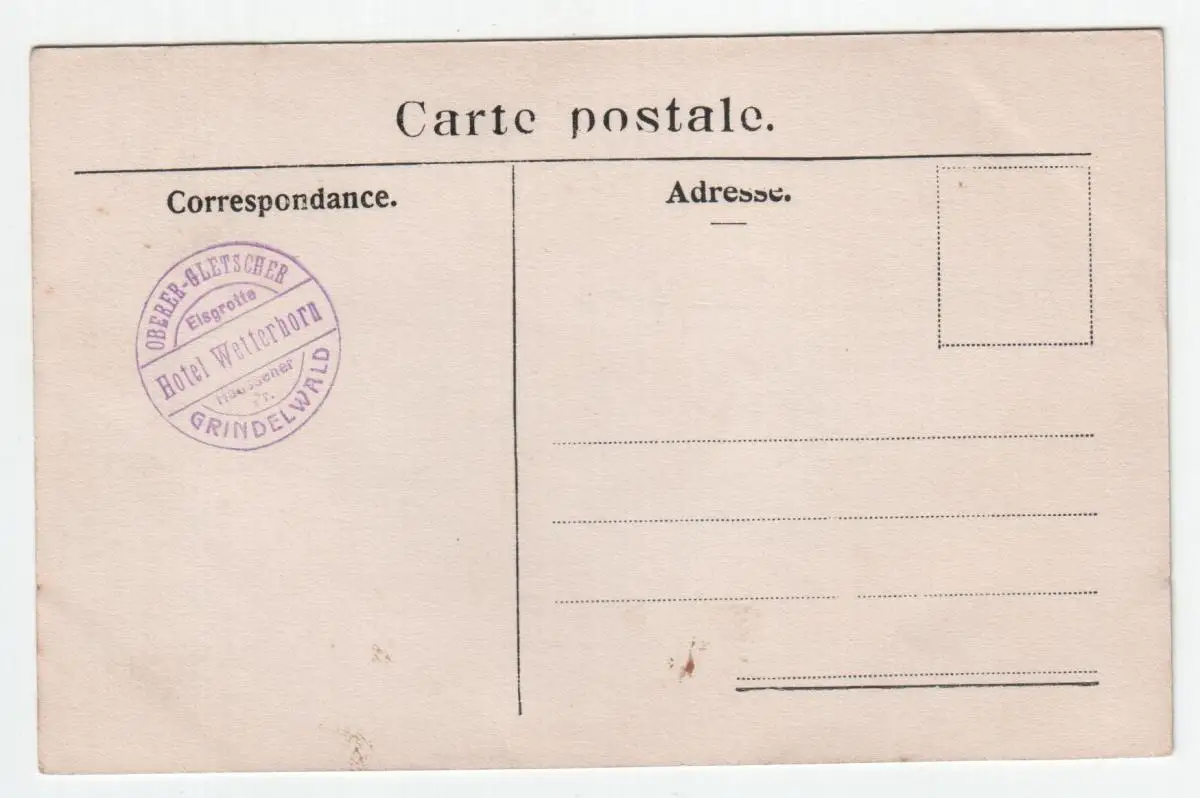 Carte postale.
Correspondance.
Adresse.
OBERER-GLETSCHER
Eisgrotte
Hotel Wetterhorn
GRINDELWALD